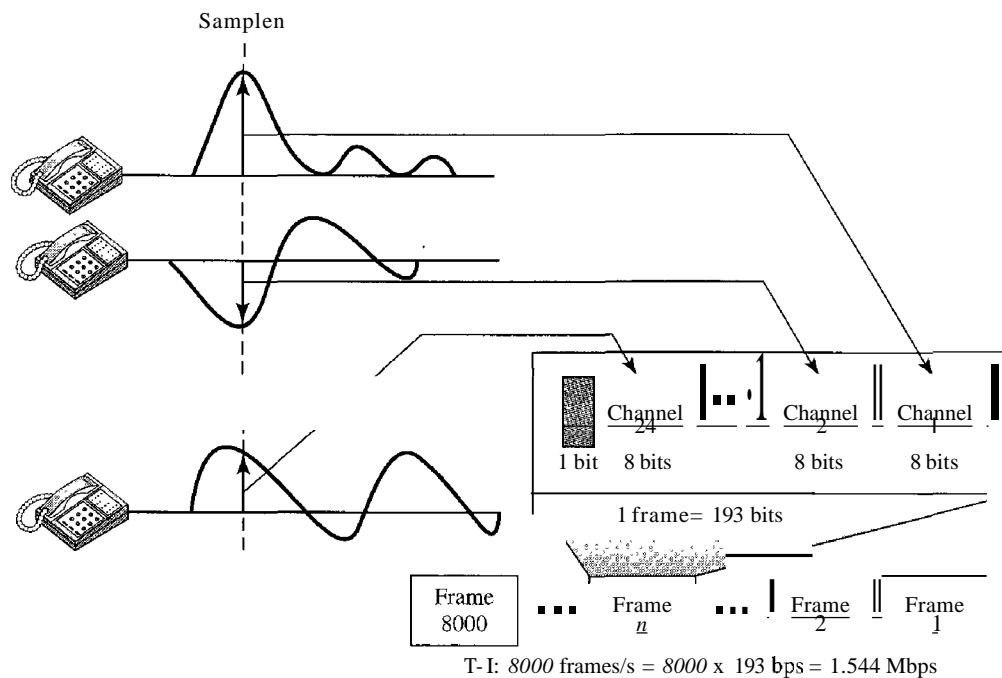 Samplen
Channel
24
Channel
2
Channel
1
1 bit
8 bits
8 bits
8 bits
1 frame= 193 bits
Frame
8000
Frame
n
Frame
2
Frame
1
T-I: 8000 frames/s = 8000 x 193 bps = 1.544 Mbps